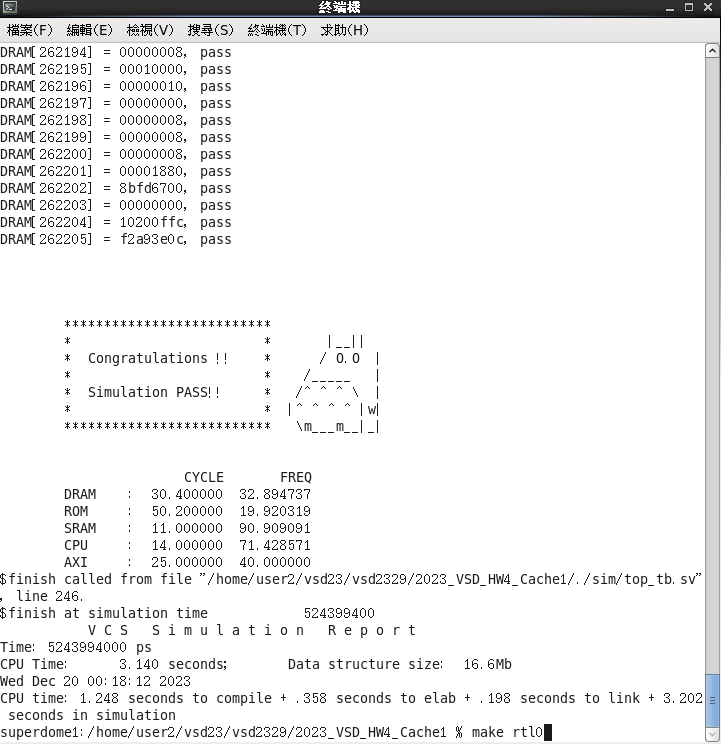 終端機
檔案(F) 編輯(E) 檢視(V) 搜尋(S) 終端機(T) 求助(H)
DRAM[262194] = 00000008, pass
DRAM[262195] = 00010000, pass
DRAM[262196] = 00000010, pass
DRAM[262197] = 00000000, pass
DRAM[262198] = 00000008, pass
DRAM[262199] = 00000008, pass
DRAM[262200] = 00000008, pass
DRAM[262201] = 00001880, pass
DRAM[262202] = 8bfd6700, pass
DRAM[262203] = 00000000, pass
DRAM[262204] = 10200ffc, pass
DRAM[262205] = f2a93e0c, pass
**************************
*                        *       |__||
*  Congratulations !!    *      / O.O  |
*                        *    /_____   |
*  Simulation PASS!!     *   /^ ^ ^ \  |
*                        *  |^ ^ ^ ^ |w|
**************************   \m___m__|_|
CYCLE       FREQ
DRAM    :  30.400000  32.894737
ROM     :  50.200000  19.920319
SRAM    :  11.000000  90.909091
CPU     :  14.000000  71.428571
AXI     :  25.000000  40.000000
$finish called from file "/home/user2/vsd23/vsd2329/2023_VSD_HW4_Cache1/./sim/top_tb.sv"
, line 246.
$finish at simulation time            524399400
V C S   S i m u l a t i o n   R e p o r t
Time: 5243994000 ps
CPU Time:      3.140 seconds;       Data structure size:  16.6Mb
Wed Dec 20 00:18:12 2023
CPU time: 1.248 seconds to compile + .358 seconds to elab + .198 seconds to link + 3.202
seconds in simulation
superdome1:/home/user2/vsd23/vsd2329/2023_VSD_HW4_Cache1 % make rtl0